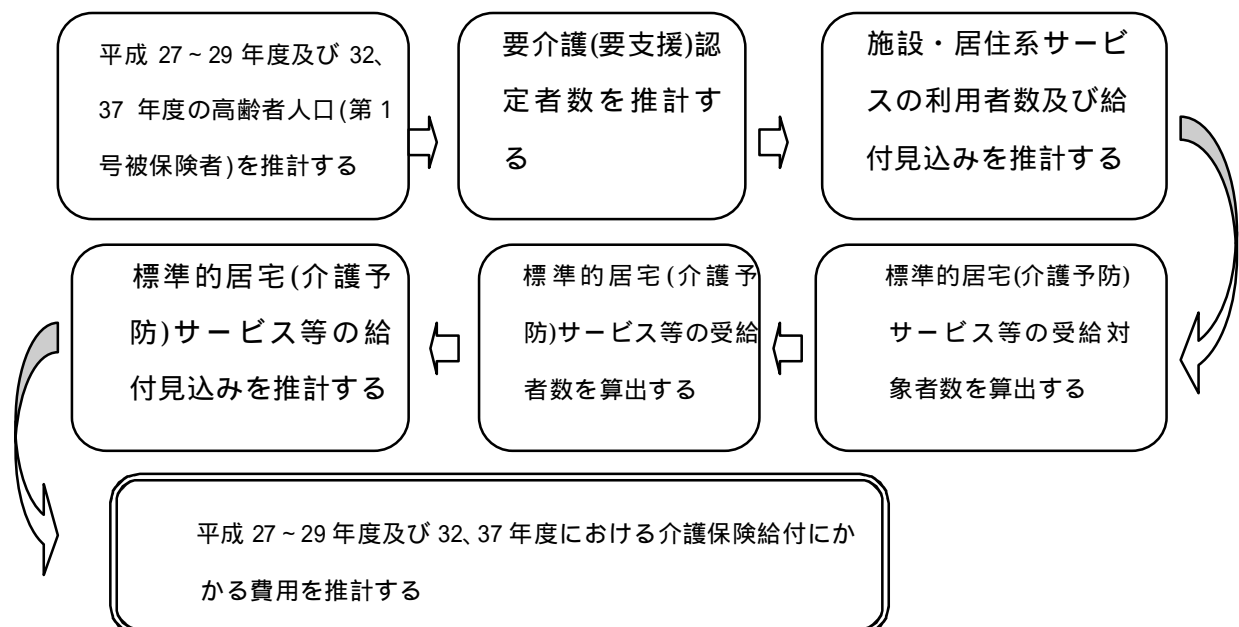 平成 27～29 年度及び 32、
37 年度の高齢者人口(第 1
号被保険者)を推計する
要介護(要支援)認
定者数を推計す
る
施設・居住系サービ
スの利用者数及び給
付見込みを推計する
標準的居宅(介護予防)
サービス等の受給対
象者数を算出する
標準的居宅(介護予
防)サービス等の受給
者数を算出する
標準的居宅(介護予
防)サービス等の給
付見込みを推計する
平成 27～29 年度及び 32、37 年度における介護保険給付にか
かる費用を推計する